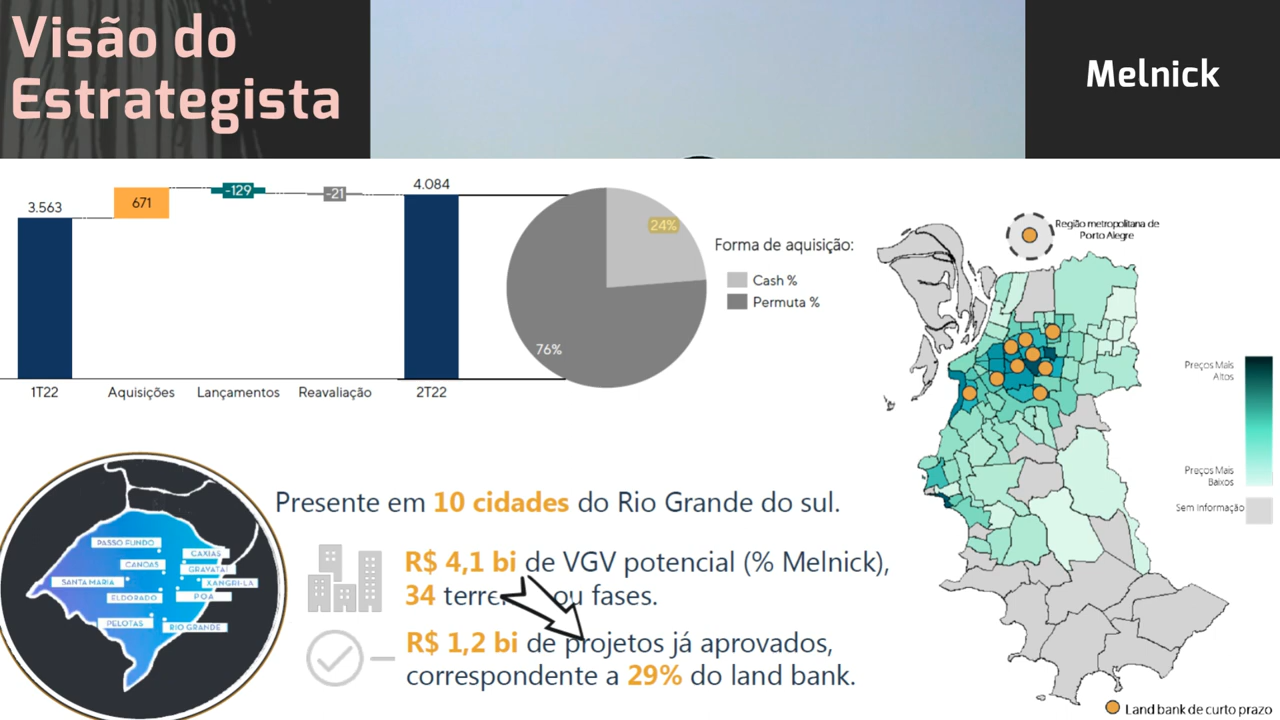 Visão do
Estrategista
Melnick
3.563
671
-129
-21
4.084
1T22
Aquisições
Lançamentos
Reavaliação
2T22
24%
76%
Forma de aquisição:
Cash %
Permuta %
Região metropolitana de
Porto Alegre
Preços Mais
Altos
Preços Mais
Baixos
Sem Informação
Land bank de curto prazo
PASSO FUNDO
CAXIAS
CANOAS
GRAVATAÍ
SANTA MARIA
XANGRI-LA
ELDORADO
POA
PELOTAS
RIO GRANDE
Presente em 10 cidades do Rio Grande do sul.
R$ 4,1 bi de VGV potencial (% Melnick),
34 ou fases.
R$ 1,2 bi de projetos já aprovados,
correspondente a 29% do land bank.